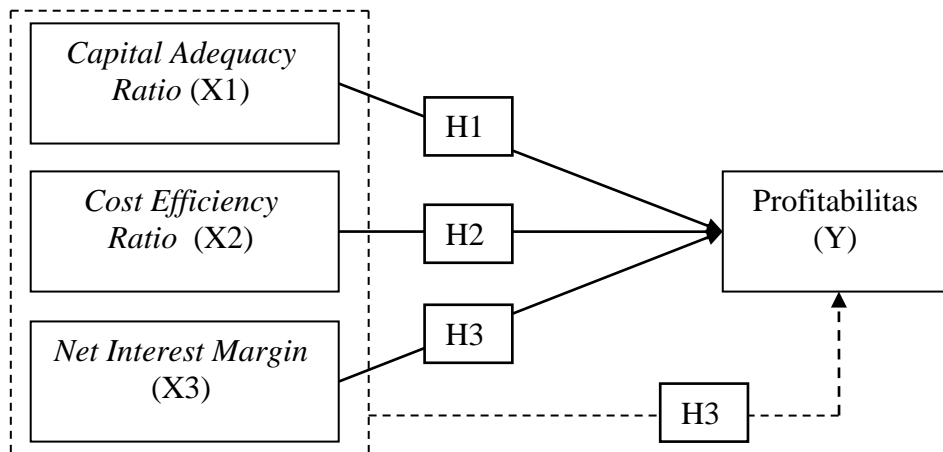 Capital Adequacy
Ratio (X1)
H1
Cost Efficiency
Ratio (X2)
H2
Profitabilitas
(Y)
Net Interest Margin
(X3)
H3
H3